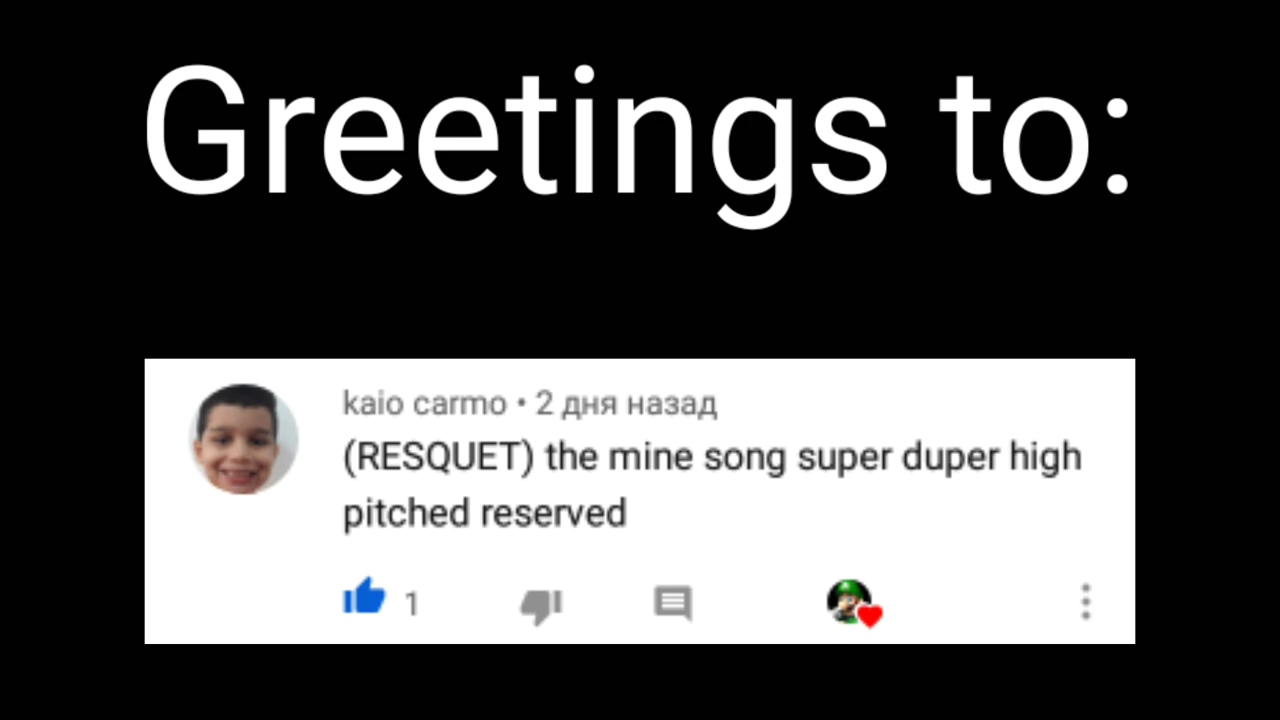 Greetings to:
kaio carmo • 2 дня назад
(RESQUET) the mine song super duper high
pitched reserved
1